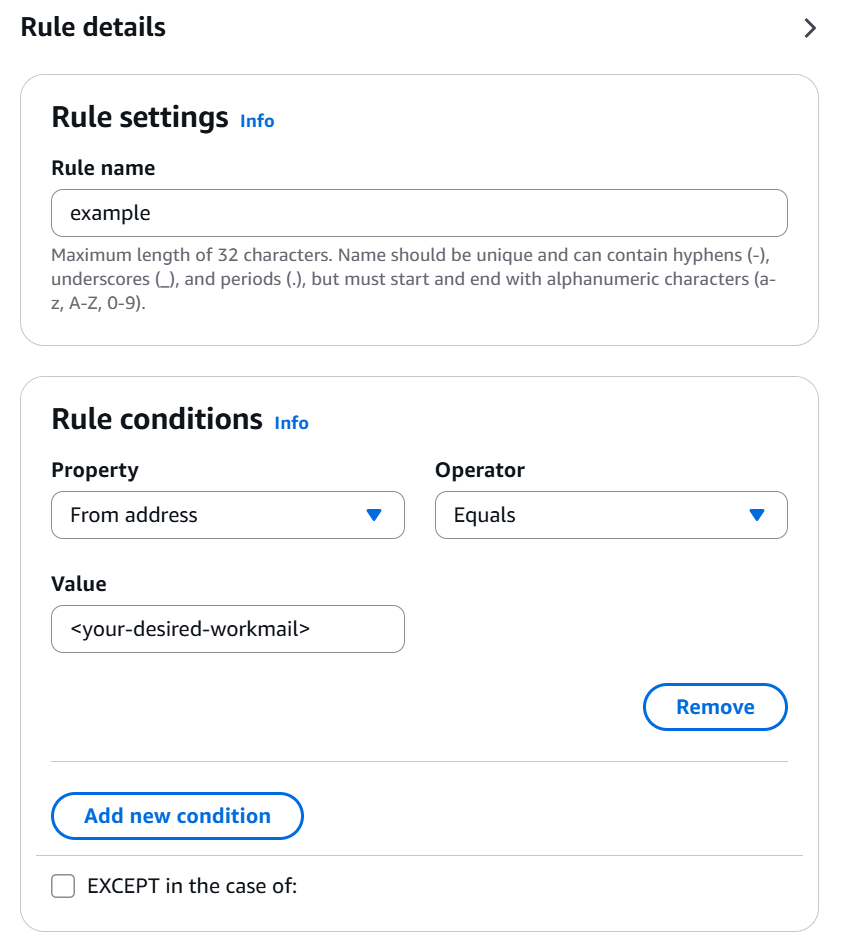 Rule details
Rule settings Info
Rule name
example
Maximum length of 32 characters. Name should be unique and can contain hyphens (-),
underscores (_), and periods (.), but must start and end with alphanumeric characters (a-
z, A-Z, 0-9).
Rule conditions Info
Property Operator
From address Equals
Value
<your-desired-workmail>
Remove
Add new condition
EXCEPT in the case of: